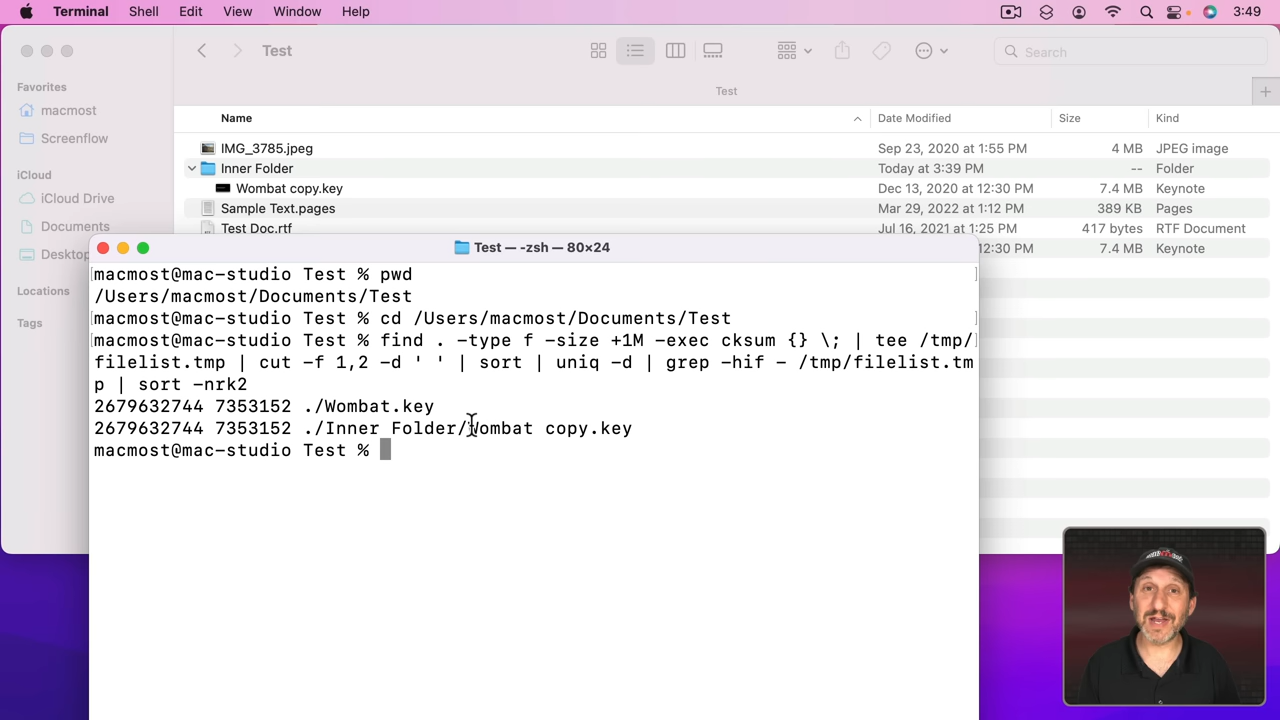 Terminal Shell Edit View Window Help 3:49
Test Search
Favorites
macmost
Screenflow
iCloud
iCloud Drive
Documents
Desktop
Locations
Tags
Test
Name Date Modified Size Kind
IMG_3785.jpeg Sep 23, 2020 at 1:55 PM 4 MB JPEG image
Inner Folder Today at 3:39 PM -- Folder
Wombat copy.key Dec 13, 2020 at 12:30 PM 7.4 MB Keynote
Sample Text.pages Mar 29, 2022 at 1:12 PM 389 KB Pages
Test Doc.rtf Jul 16, 2021 at 1:25 PM 417 bytes RTF Document
12:30 PM 7.4 MB Keynote
Test — -zsh — 80×24
macmost@mac-studio Test % pwd
/Users/macmost/Documents/Test
macmost@mac-studio Test % cd /Users/macmost/Documents/Test
macmost@mac-studio Test % find . -type f -size +1M -exec cksum {} \; | tee /tmp/
filelist.tmp | cut -f 1,2 -d ' ' | sort | uniq -d | grep -hif - /tmp/filelist.tm
p | sort -nrk2
2679632744 7353152 ./Wombat.key
2679632744 7353152 ./Inner Folder/Wombat copy.key
macmost@mac-studio Test %